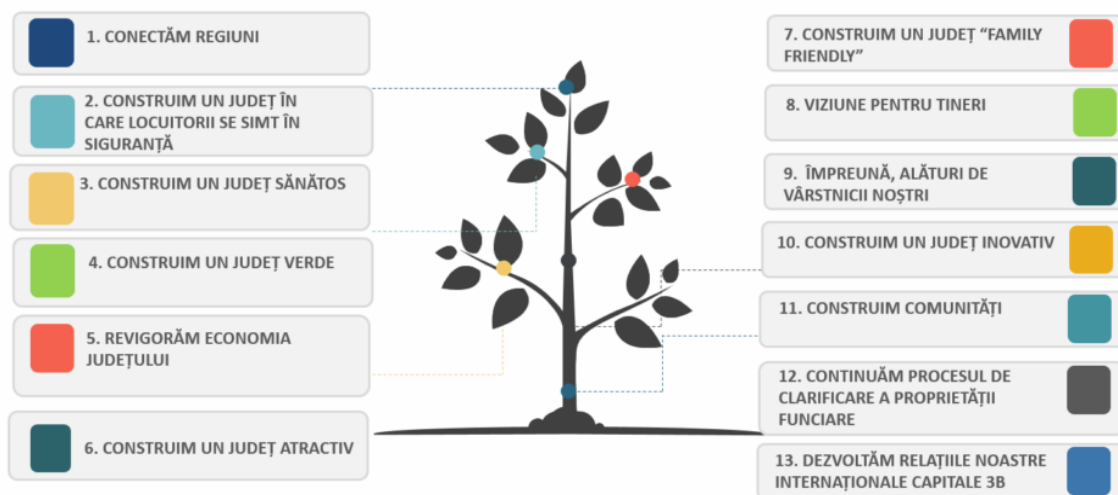 1. CONECTĂM REGIUNI
2. CONSTRUIM UN JUDEȚ ÎN
CARE LOCUITORII SE SIMT ÎN
SIGURANȚĂ
3. CONSTRUIM UN JUDEȚ SĂNĂTOS
4. CONSTRUIM UN JUDEȚ VERDE
5. REVIGORĂM ECONOMIA
JUDEȚULUI
6. CONSTRUIM UN JUDEȚ ATRACTIV
7. CONSTRUIM UN JUDEȚ “FAMILY
FRIENDLY”
8. VIZIUNE PENTRU TINERI
9. ÎMPREUNĂ, ALĂTURI DE
VÂRSTNICII NOȘTRI
10. CONSTRUIM UN JUDEȚ INOVATIV
11. CONSTRUIM COMUNITĂȚI
12. CONTINUĂM PROCESUL DE
CLARIFICARE A PROPRIETĂȚII
FUNCIARE
13. DEZVOLTĂM RELAȚIILE NOASTRE
INTERNAȚIONALE CAPITALE 3B